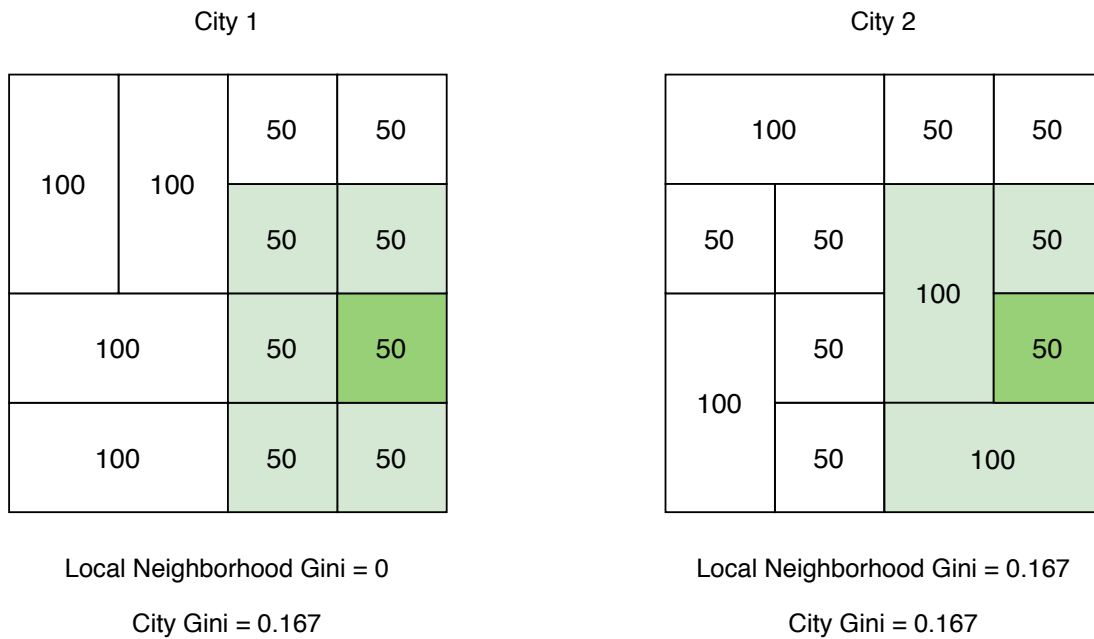 City 1
50 50
100 100
50 50
100 50 50
100 50 50
Local Neighborhood Gini = 0
City Gini = 0.167
City 2
100 50 50
50 50 50
100
50 50
100
50 100
Local Neighborhood Gini = 0.167
City Gini = 0.167